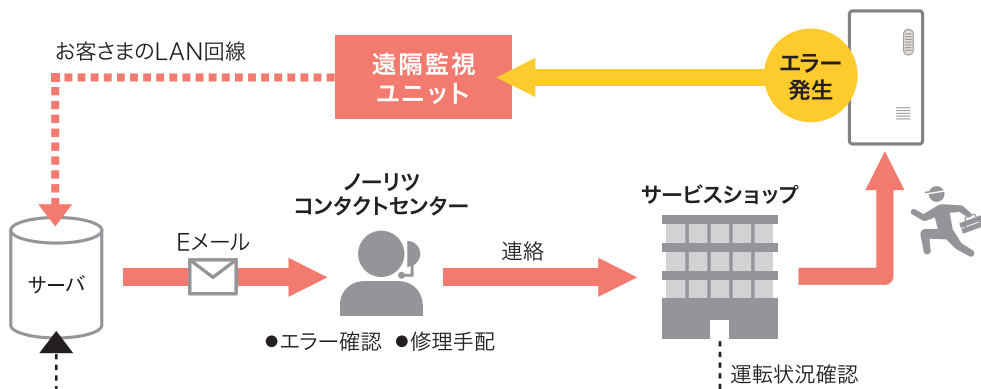 お客さまのLAN回線
遠隔監視
ユニット
エラー
発生
ノーリツ
コンタクトセンター
サービスショップ
Eメール
連絡
サーバ
●エラー確認 ●修理手配
運転状況確認